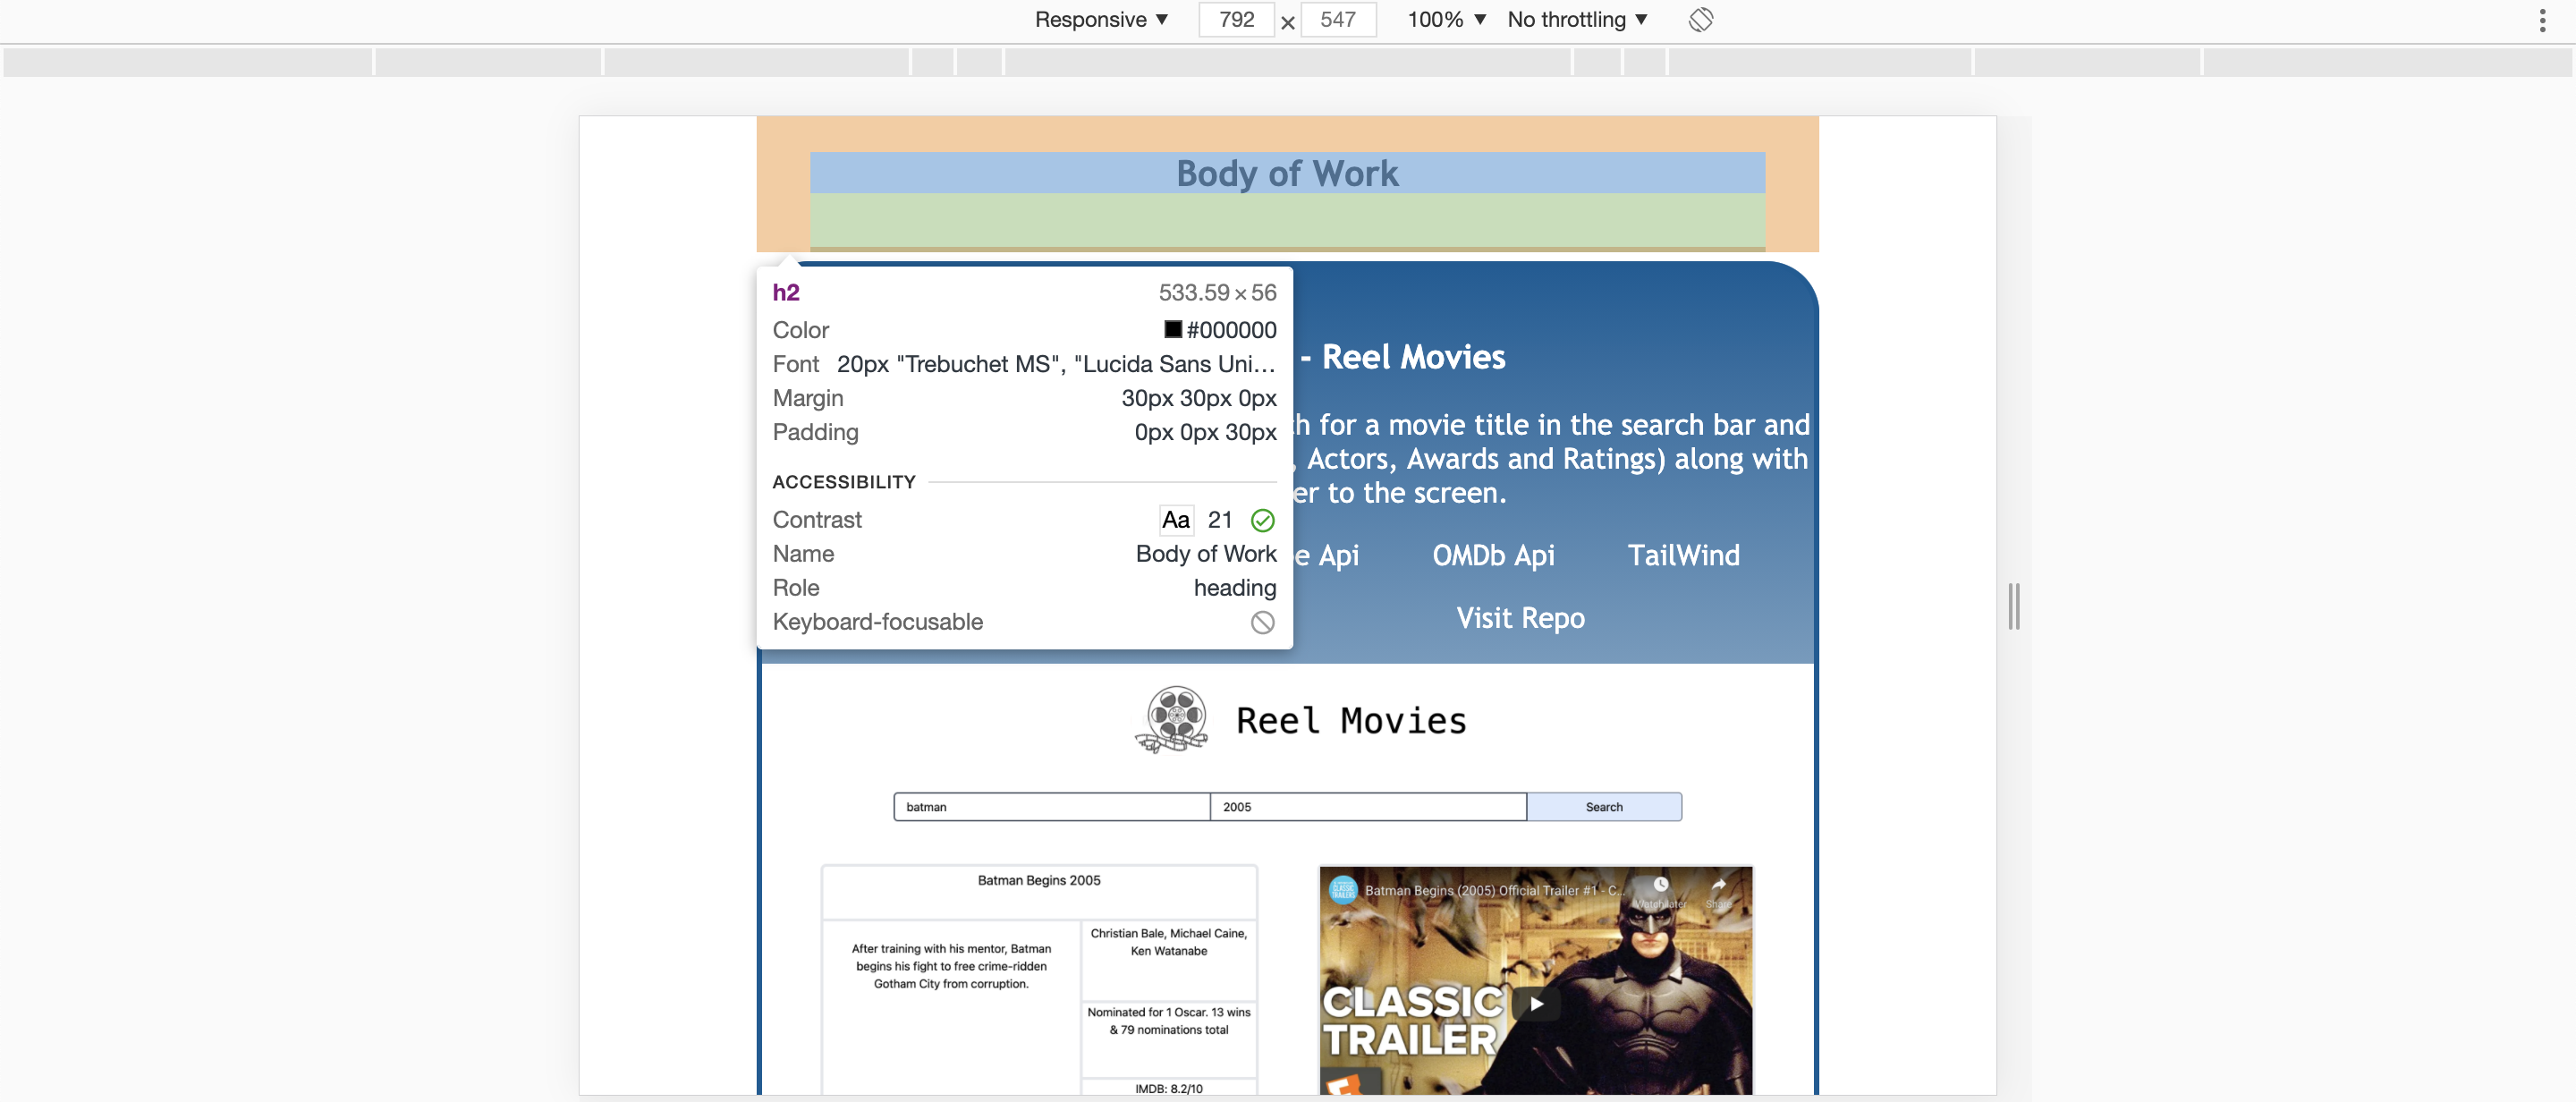 Responsive ▼ 792 × 547 100% ▼ No throttling ▼
Body of Work
h2 533.59 × 56
Color #000000
Font 20px "Trebuchet MS", "Lucida Sans Uni...
Margin 30px 30px 0px
Padding 0px 0px 30px
ACCESSIBILITY
Contrast Aa 21
Name Body of Work
Role heading
Keyboard-focusable
- Reel Movies
h for a movie title in the search bar and
, Actors, Awards and Ratings) along with
er to the screen.
e Api OMDb Api TailWind
Visit Repo
Reel Movies
batman 2005 Search
Batman Begins 2005
After training with his mentor, Batman
begins his fight to free crime-ridden
Gotham City from corruption.
Christian Bale, Michael Caine,
Ken Watanabe
Nominated for 1 Oscar. 13 wins
& 79 nominations total
IMDB: 8.2/10
Batman Begins (2005) Official Trailer #1 - C...
Watch later Share
CLASSIC
TRAILER